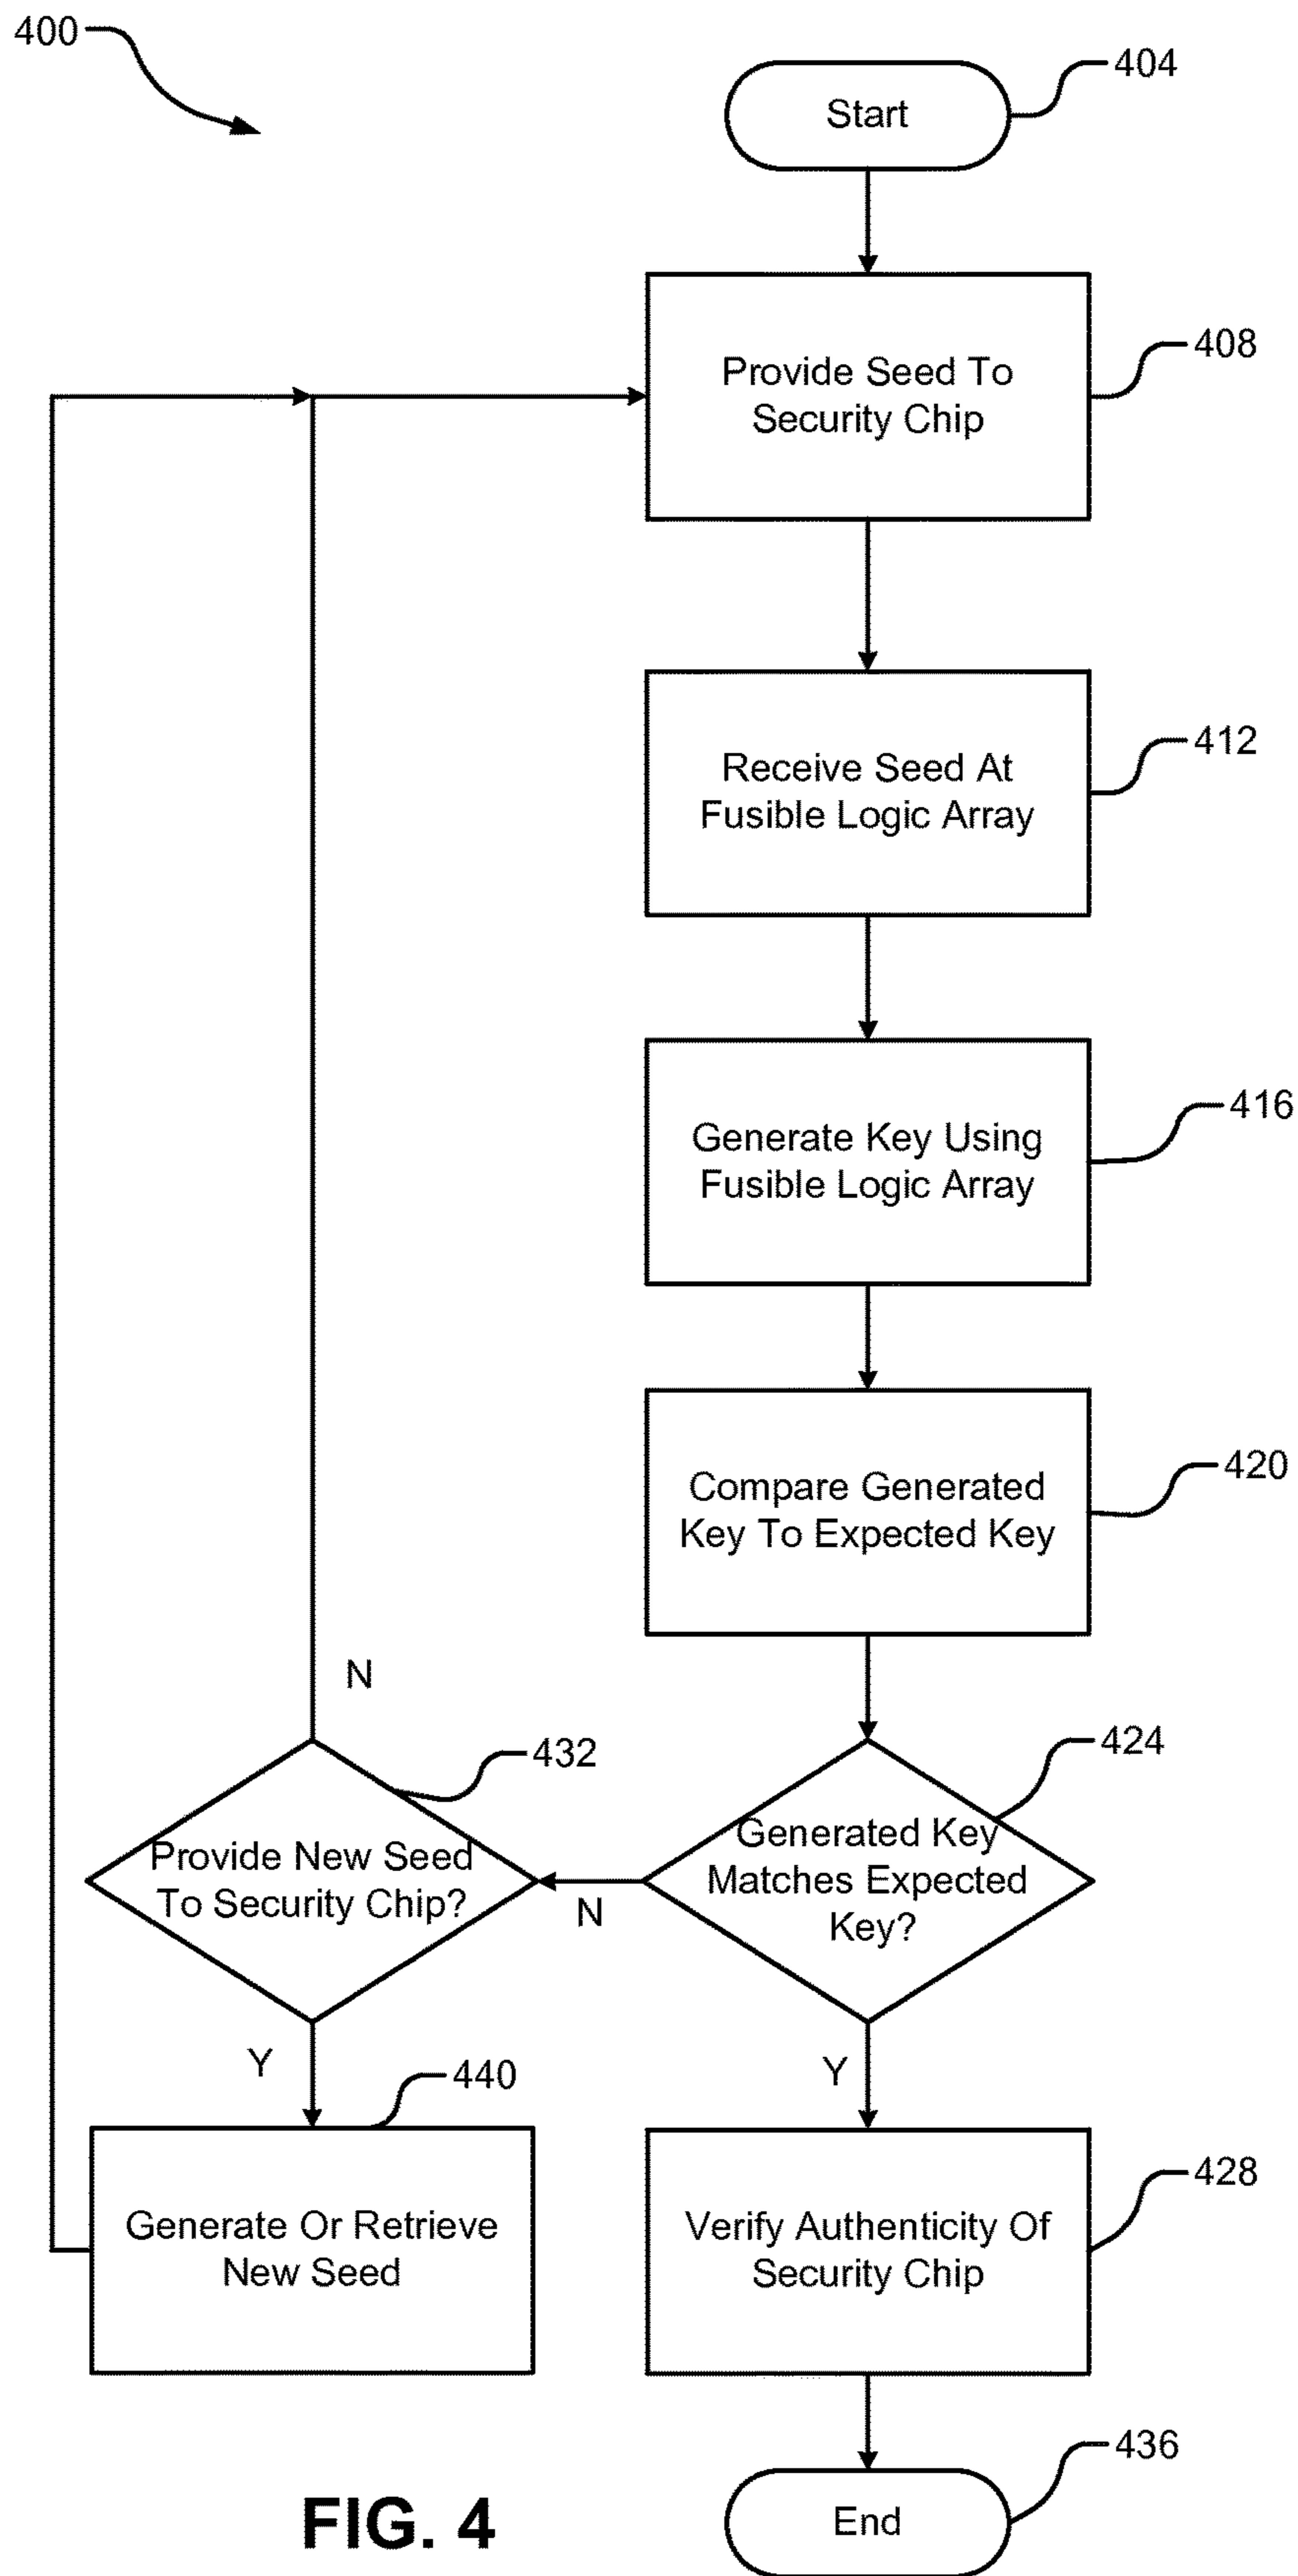 400
404
Start
408
Provide Seed To
Security Chip
412
Receive Seed At
Fusible Logic Array
416
Generate Key Using
Fusible Logic Array
420
Compare Generated
Key To Expected Key
N
432
424
Provide New Seed
To Security Chip?
N
Generated Key
Matches Expected
Key?
Y
440
Y
428
Generate Or Retrieve
New Seed
Verify Authenticity Of
Security Chip
436
End
FIG. 4